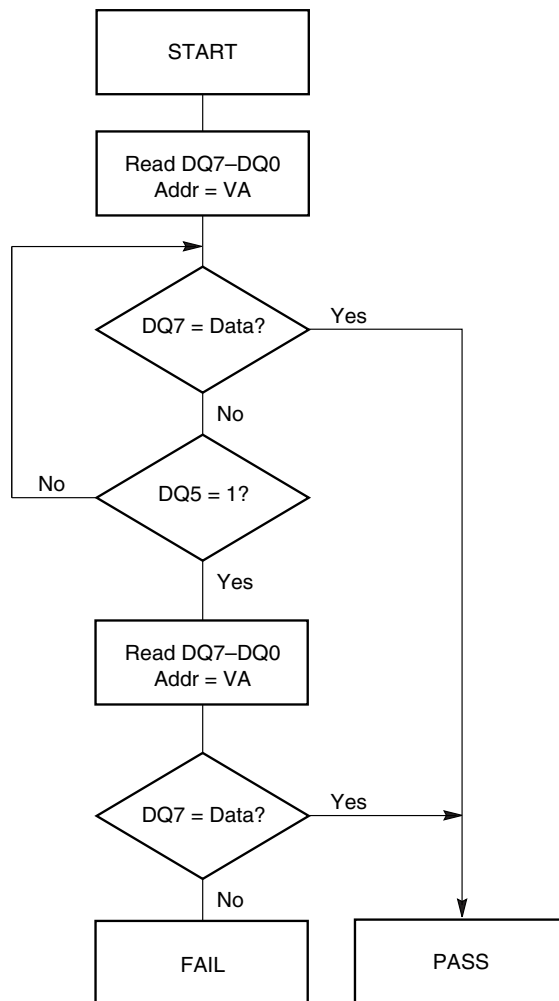 START
Read DQ7–DQ0
Addr = VA
DQ7 = Data?
Yes
No
No
DQ5 = 1?
Yes
Read DQ7–DQ0
Addr = VA
DQ7 = Data?
Yes
No
FAIL
PASS